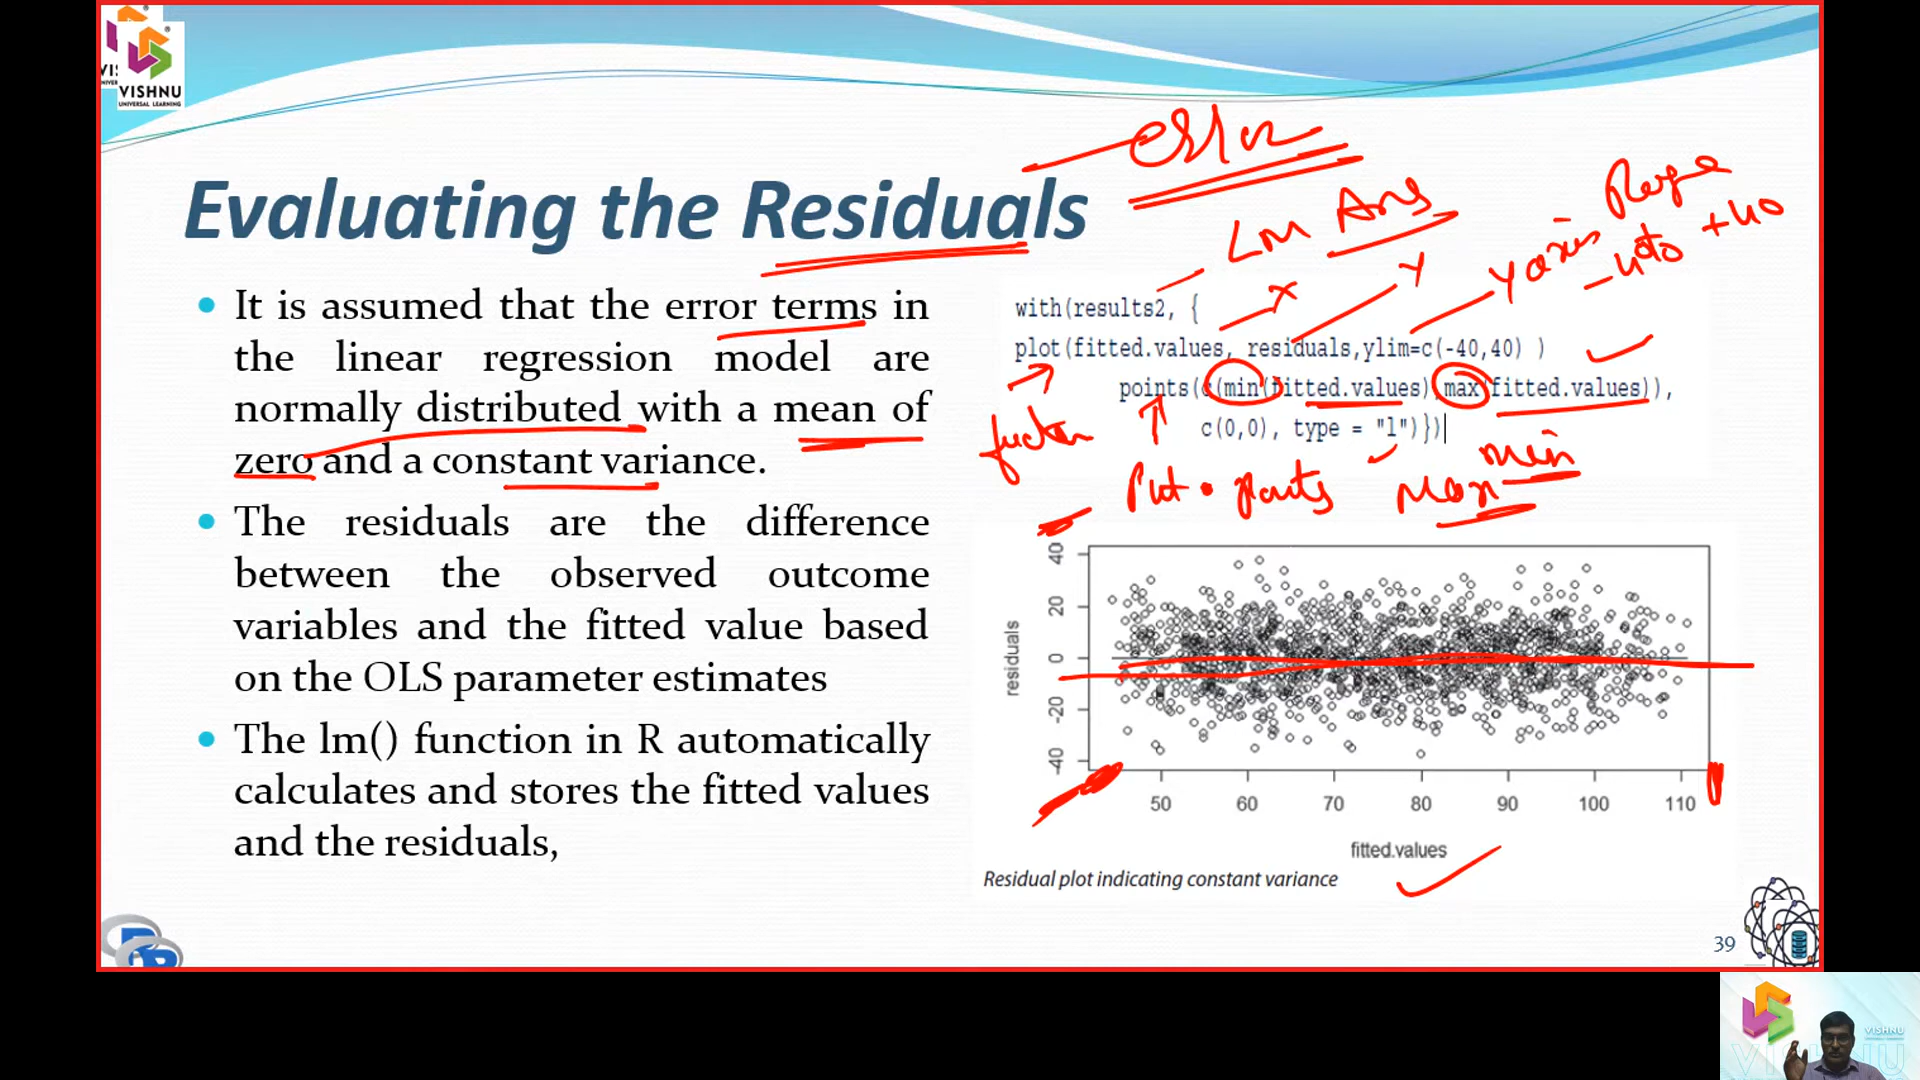 VISHNU
UNIVERSAL LEARNING
Error
Evaluating the Residuals
Lm Ans
Range
-40 to +40
Y axis
X
Y
It is assumed that the error terms in
the linear regression model are
normally distributed with a mean of
zero and a constant variance.
The residuals are the difference
between the observed outcome
variables and the fitted value based
on the OLS parameter estimates
The lm() function in R automatically
calculates and stores the fitted values
and the residuals,
with(results2, {
plot(fitted.values, residuals,ylim=c(-40,40) )
points(c(min(fitted.values),max(fitted.values)),
c(0,0), type = "l")})
function
Put points
Max
min
40
20
0
-20
-40
residuals
50 60 70 80 90 100 110
fitted.values
Residual plot indicating constant variance
39
VISHNU